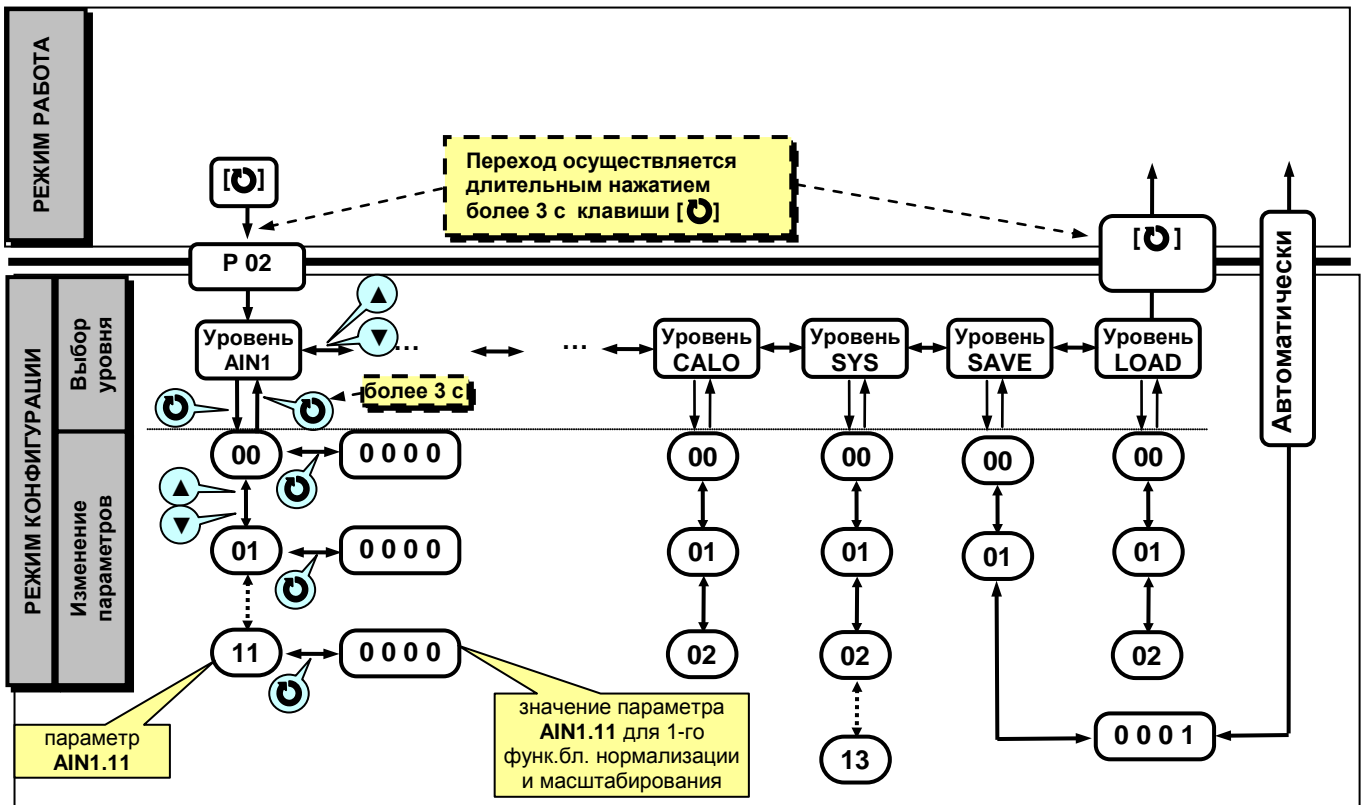 РЕЖИМ РАБОТА
[↻]
Переход осуществляется
длительным нажатием
более 3 с клавиши [↻]
[↻]
P 02
Автоматически
РЕЖИМ КОНФИГУРАЦИИ
Выбор
уровня
Изменение
параметров
▲
▼
Уровень
AIN1
...
...
Уровень
CALO
Уровень
SYS
Уровень
SAVE
Уровень
LOAD
↻
↻
более 3 с
00
0 0 0 0
↻
00
00
00
00
▲
▼
01
0 0 0 0
↻
01
01
01
01
11
0 0 0 0
↻
02
02
02
параметр
AIN1.11
значение параметра
AIN1.11 для 1-го
функ.бл. нормализации
и масштабирования
13
0 0 0 1